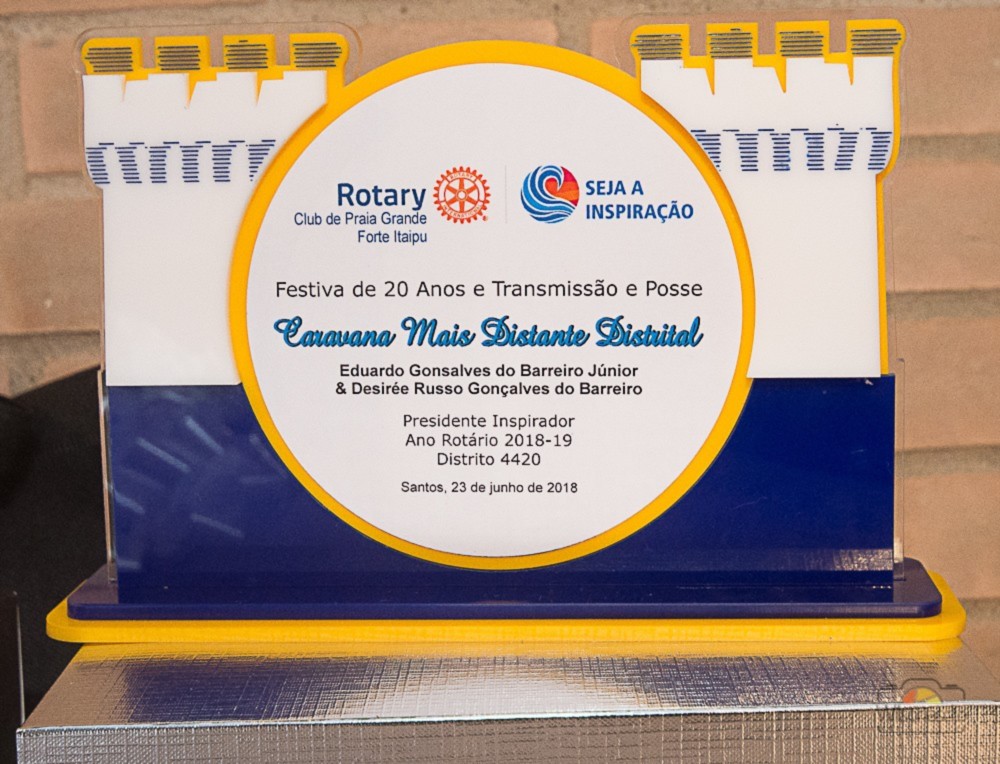 Rotary
Club de Praia Grande
Forte Itaipu
SEJA A
INSPIRAÇÃO
Festiva de 20 Anos e Transmissão e Posse
Caravana Mais Distante Distrital
Eduardo Gonsalves do Barreiro Júnior
& Desirée Russo Gonçalves do Barreiro
Presidente Inspirador
Ano Rotário 2018-19
Distrito 4420
Santos, 23 de junho de 2018